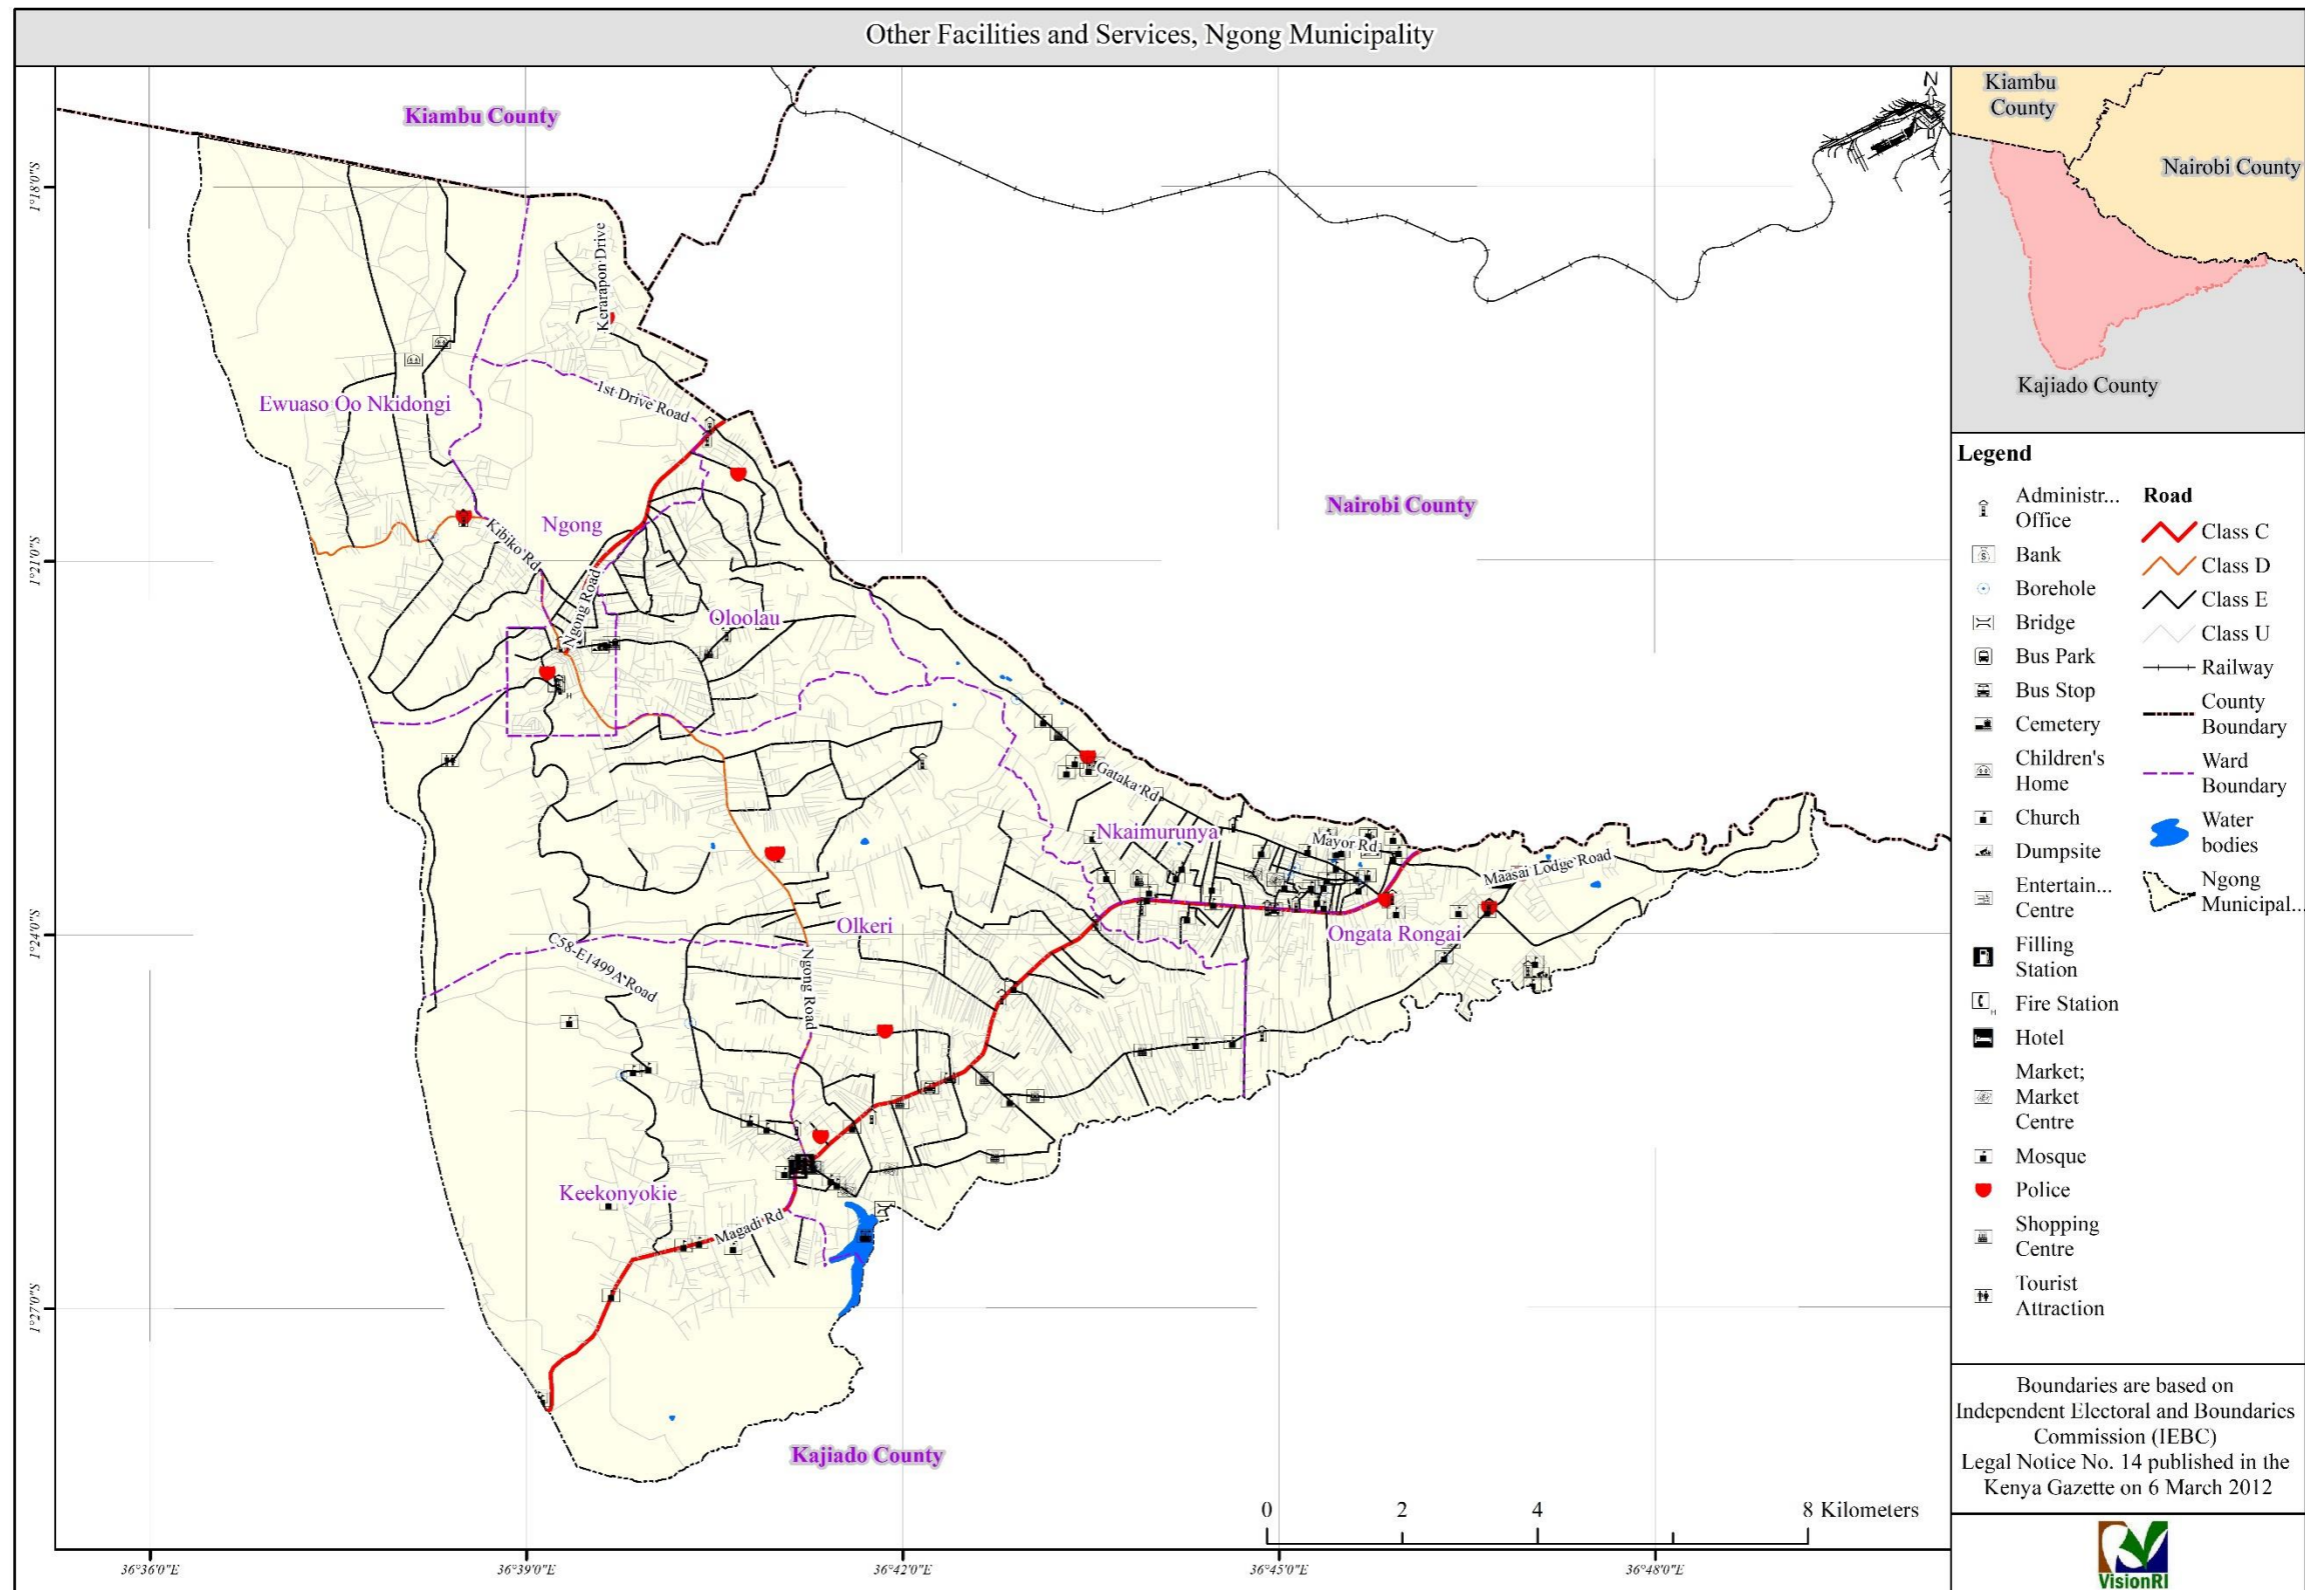 Other Facilities and Services, Ngong Municipality
Kiambu County
Nairobi County
Kajiado County
Kerarapon Drive
1st Drive Road
Ewuaso Oo Nkidongi
Kibiko Rd
Ngong
Ngong Road
Oloolau
Gataka Rd
Nkaimurunya
Mayor Rd
Maasai Lodge Road
Olkeri
Ongata Rongai
C58-E1499A Road
Ngong Road
Keekonyokie
Magadi Rd
H
N
1°18'0"S
1°21'0"S
1°24'0"S
1°27'0"S
36°36'0"E
36°39'0"E
36°42'0"E
36°45'0"E
36°48'0"E
0 2 4 8 Kilometers
Kiambu
County
Nairobi County
Kajiado County
Legend
Administr...
Office
Bank
Borehole
Bridge
Bus Park
Bus Stop
Cemetery
Children's
Home
Church
Dumpsite
Entertain...
Centre
Filling
Station
Fire Station
H
Hotel
Market;
Market
Centre
Mosque
Police
Shopping
Centre
Tourist
Attraction
Road
Class C
Class D
Class E
Class U
Railway
County
Boundary
Ward
Boundary
Water
bodies
Ngong
Municipal...
Boundaries are based on
Independent Electoral and Boundaries
Commission (IEBC)
Legal Notice No. 14 published in the
Kenya Gazette on 6 March 2012
VisionRI